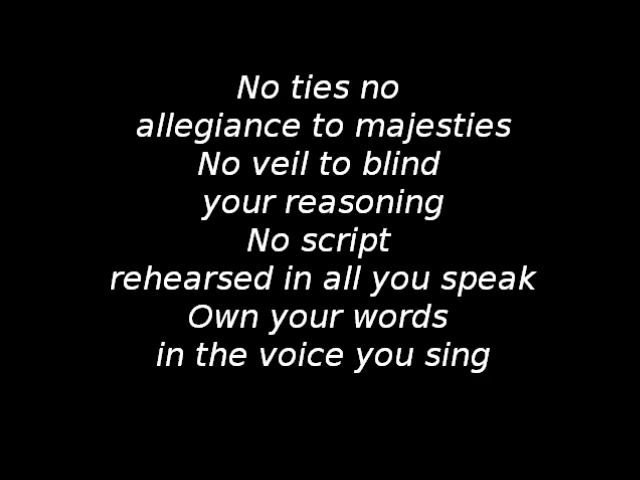 No ties no
allegiance to majesties
No veil to blind
your reasoning
No script
rehearsed in all you speak
Own your words
in the voice you sing